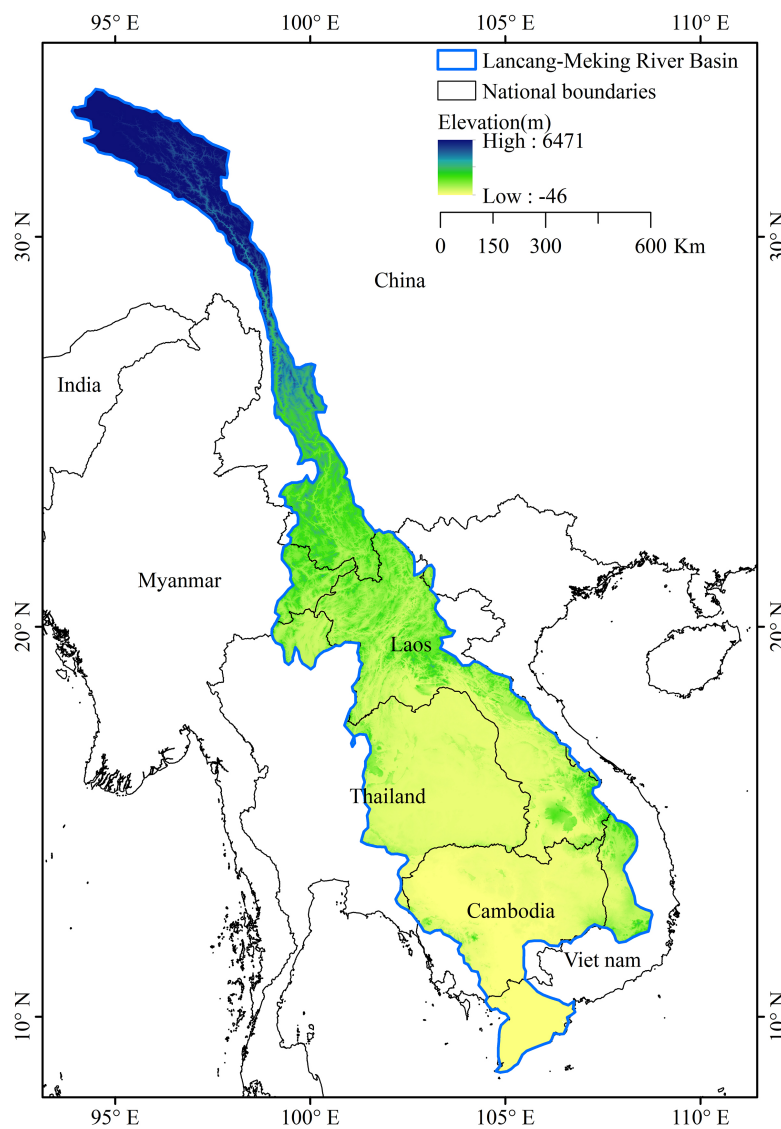 95° E 100° E 105° E 110° E
Lancang-Meking River Basin
National boundaries
Elevation(m)
High : 6471
Low : -46
0 150 300 600 Km
30° N
30° N
China
India
Myanmar
20° N
20° N
Laos
Thailand
Cambodia
Viet nam
10° N
10° N
95° E 100° E 105° E 110° E